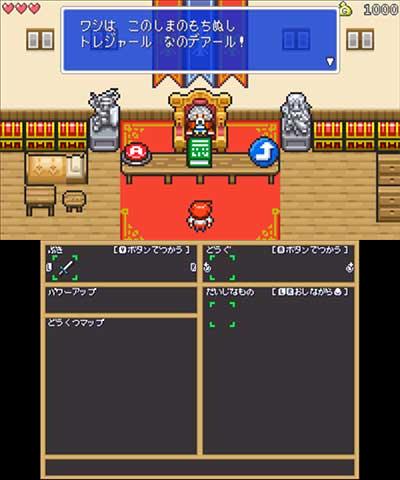 ワシは このしまのもちぬし
トレジャール なのデアール！
1000
A
ぶき [Yボタンでつかう]
どうぐ [Bボタンでつかう]
L
R
パワーアップ
だいじなもの [LRおしながら]
どうくつマップ